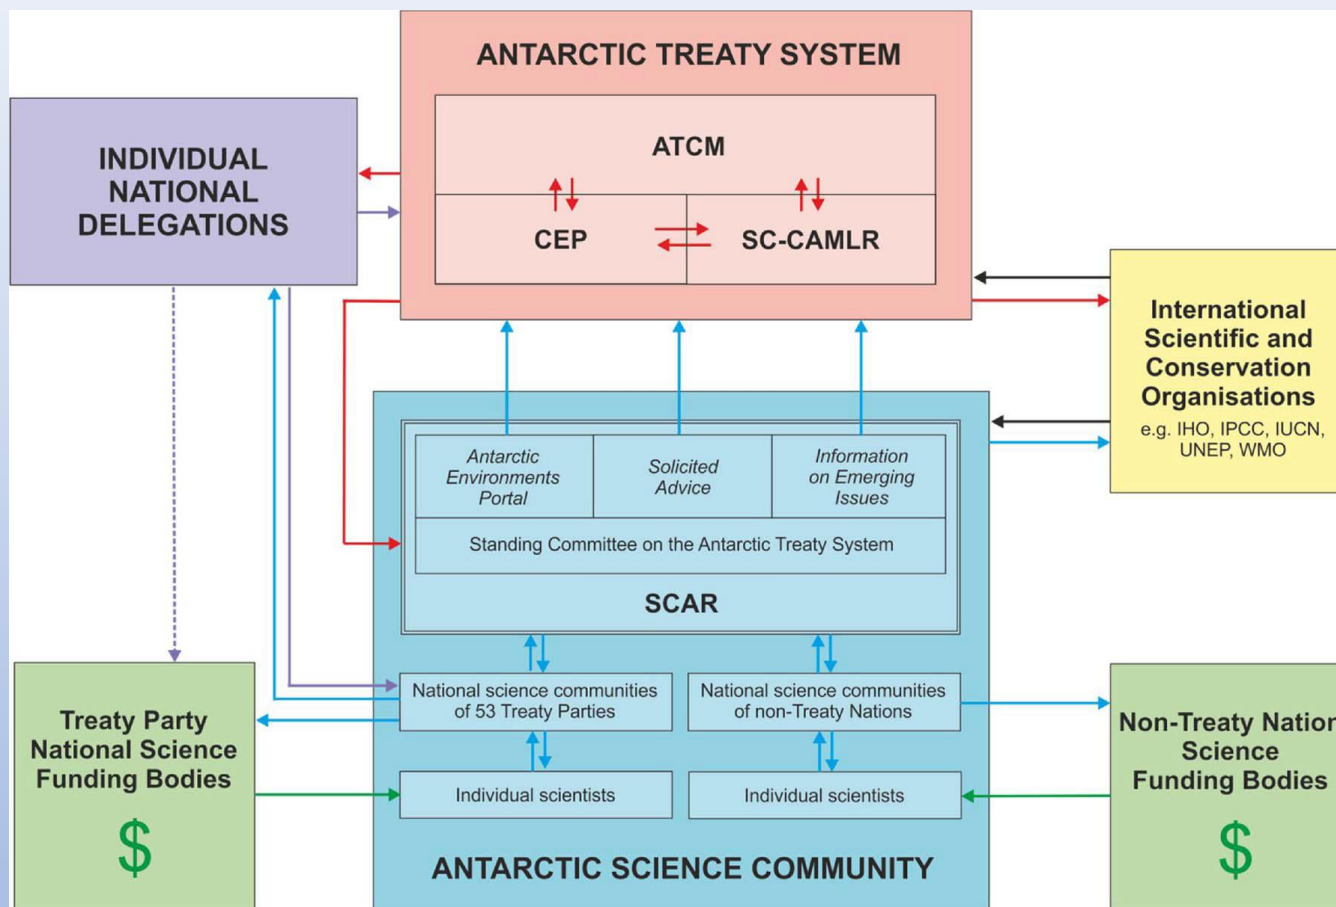 ANTARCTIC TREATY SYSTEM
ATCM
CEP
SC-CAMLR
INDIVIDUAL
NATIONAL
DELEGATIONS
International
Scientific and
Conservation
Organisations
e.g. IHO, IPCC, IUCN,
UNEP, WMO
Antarctic
Environments
Portal
Solicited
Advice
Information
on Emerging
Issues
Standing Committee on the Antarctic Treaty System
SCAR
National science communities
of 53 Treaty Parties
National science communities
of non-Treaty Nations
Individual scientists
Individual scientists
ANTARCTIC SCIENCE COMMUNITY
Treaty Party
National Science
Funding Bodies
$
Non-Treaty Nation
Science
Funding Bodies
$